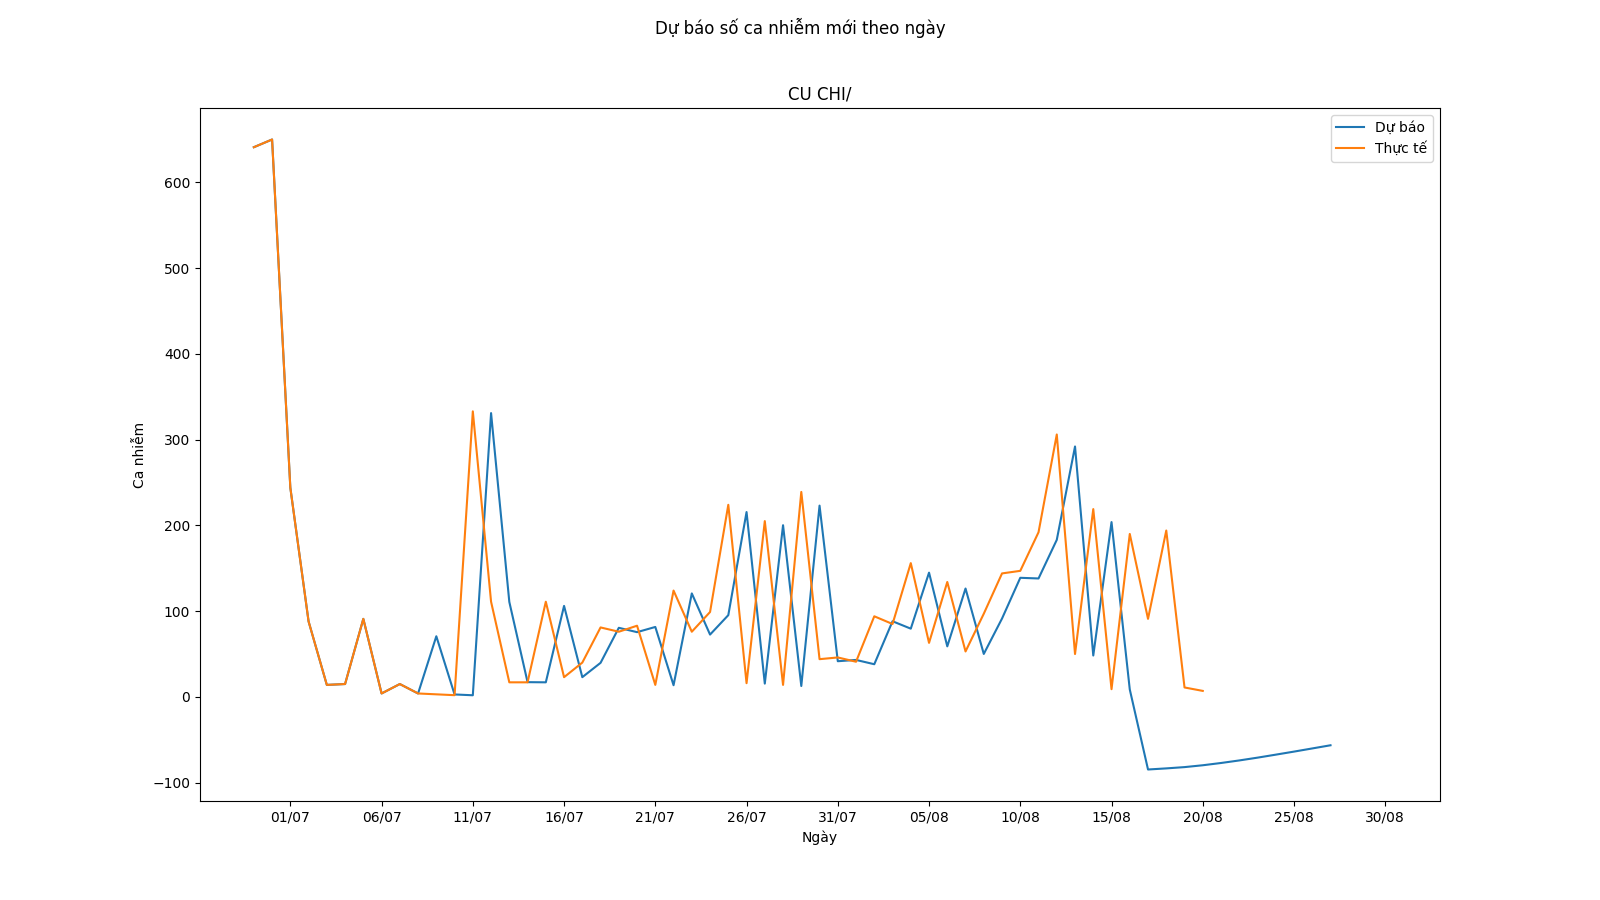 Dự báo số ca nhiễm mới theo ngày
CU CHI/
Dự báo
Thực tế
600
500
400
300
200
100
0
−100
Ca nhiễm
01/07 06/07 11/07 16/07 21/07 26/07 31/07 05/08 10/08 15/08 20/08 25/08 30/08
Ngày